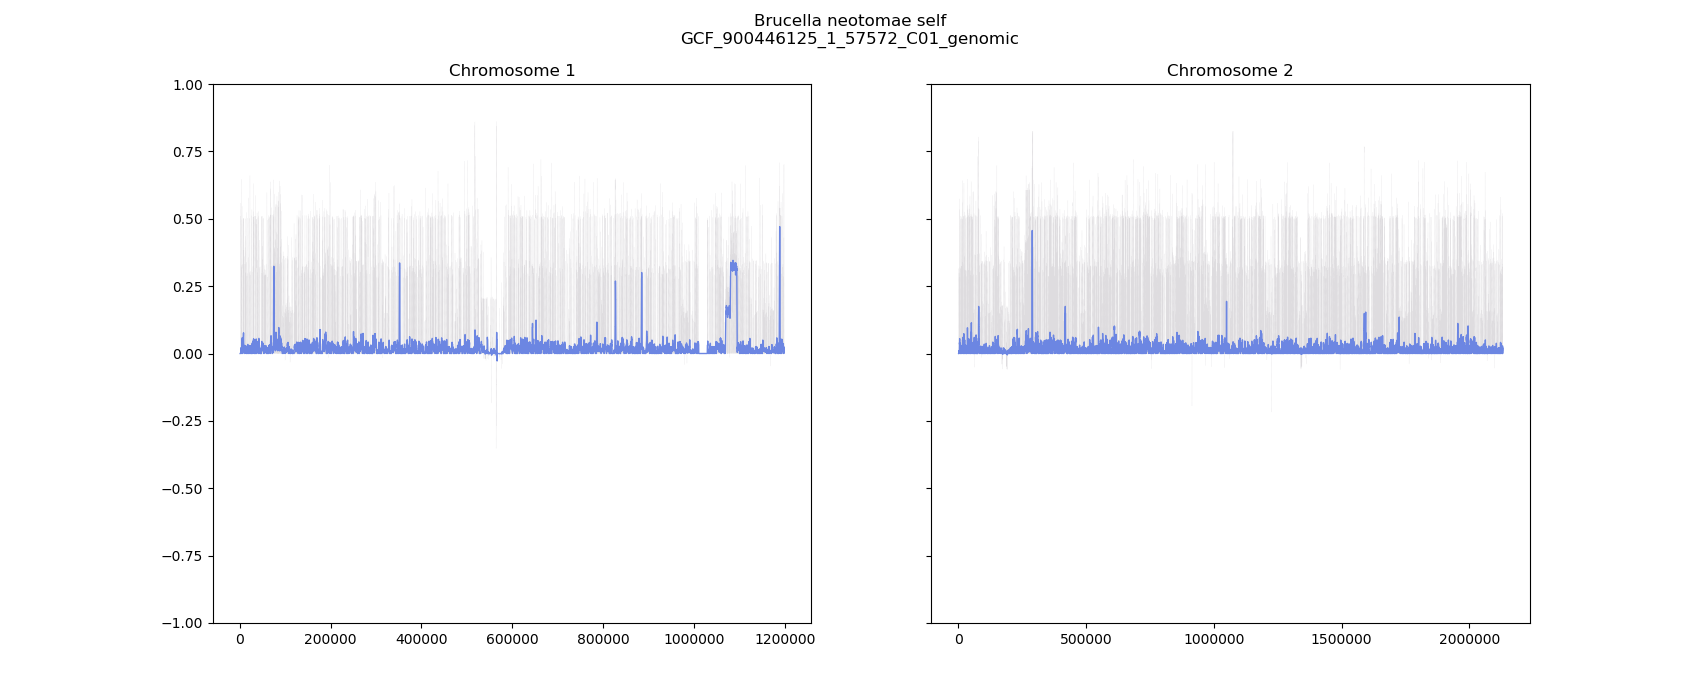 Brucella neotomae self
GCF_900446125_1_57572_C01_genomic
Chromosome 1
Chromosome 2
1.00
0.75
0.50
0.25
0.00
−0.25
−0.50
−0.75
−1.00
0 200000 400000 600000 800000 1000000 1200000
0 500000 1000000 1500000 2000000